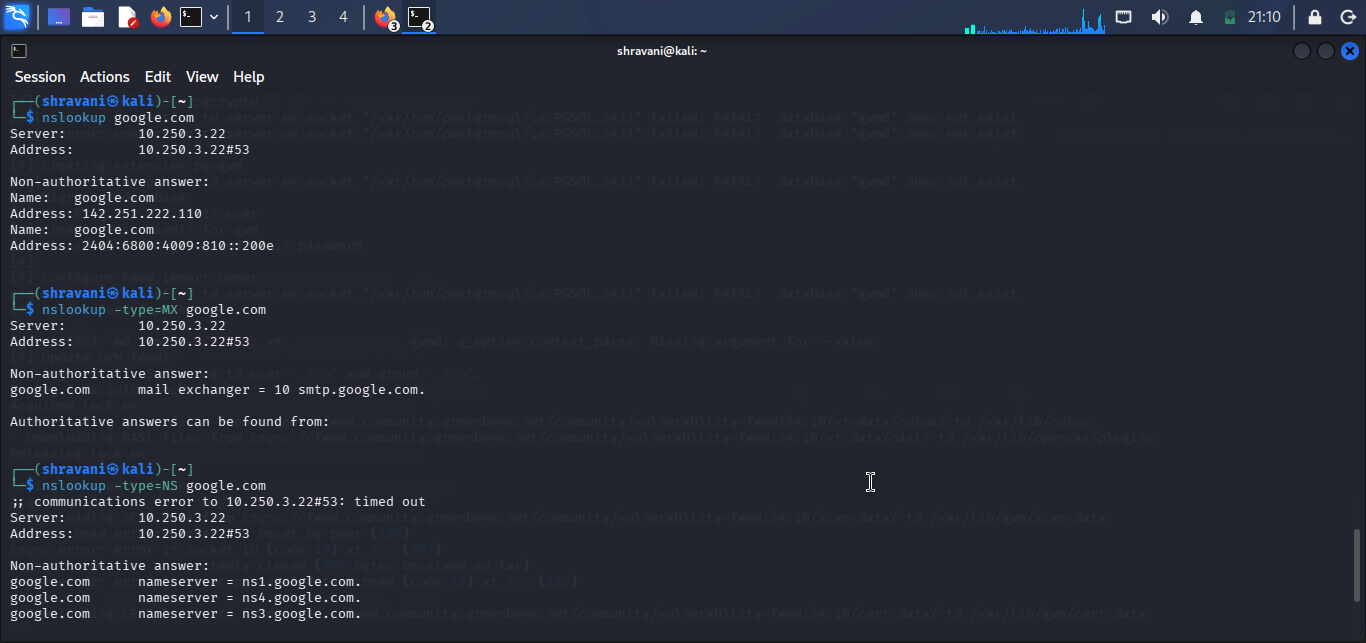 1 2 3 4 3 2 21:10
shravani@kali: ~
Session Actions Edit View Help
┌──(shravani㉿kali)-[~]
└─$ nslookup google.com
Server:		10.250.3.22
Address:	10.250.3.22#53
Non-authoritative answer:
Name:	google.com
Address: 142.251.222.110
Name:	google.com
Address: 2404:6800:4009:810::200e
┌──(shravani㉿kali)-[~]
└─$ nslookup -type=MX google.com
Server:		10.250.3.22
Address:	10.250.3.22#53
Non-authoritative answer:
google.com	mail exchanger = 10 smtp.google.com.
Authoritative answers can be found from:
┌──(shravani㉿kali)-[~]
└─$ nslookup -type=NS google.com
;; communications error to 10.250.3.22#53: timed out
Server:		10.250.3.22
Address:	10.250.3.22#53
Non-authoritative answer:
google.com	nameserver = ns1.google.com.
google.com	nameserver = ns4.google.com.
google.com	nameserver = ns3.google.com.